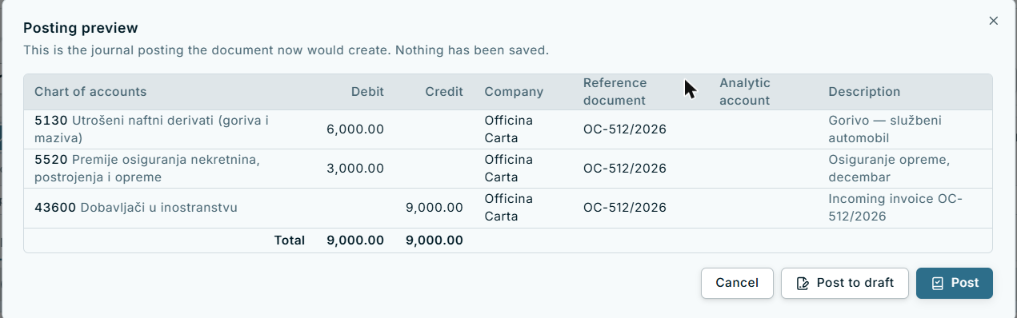 Posting preview
This is the journal posting the document now would create. Nothing has been saved.
Chart of accounts Debit Credit Company Reference document Analytic account Description
5130 Utrošeni naftni derivati (goriva i maziva) 6,000.00 Officina Carta OC-512/2026 Gorivo — službeni automobil
5520 Premije osiguranja nekretnina, postrojenja i opreme 3,000.00 Officina Carta OC-512/2026 Osiguranje opreme, decembar
43600 Dobavljači u inostranstvu 9,000.00 Officina Carta OC-512/2026 Incoming invoice OC-512/2026
Total 9,000.00 9,000.00
Cancel Post to draft Post